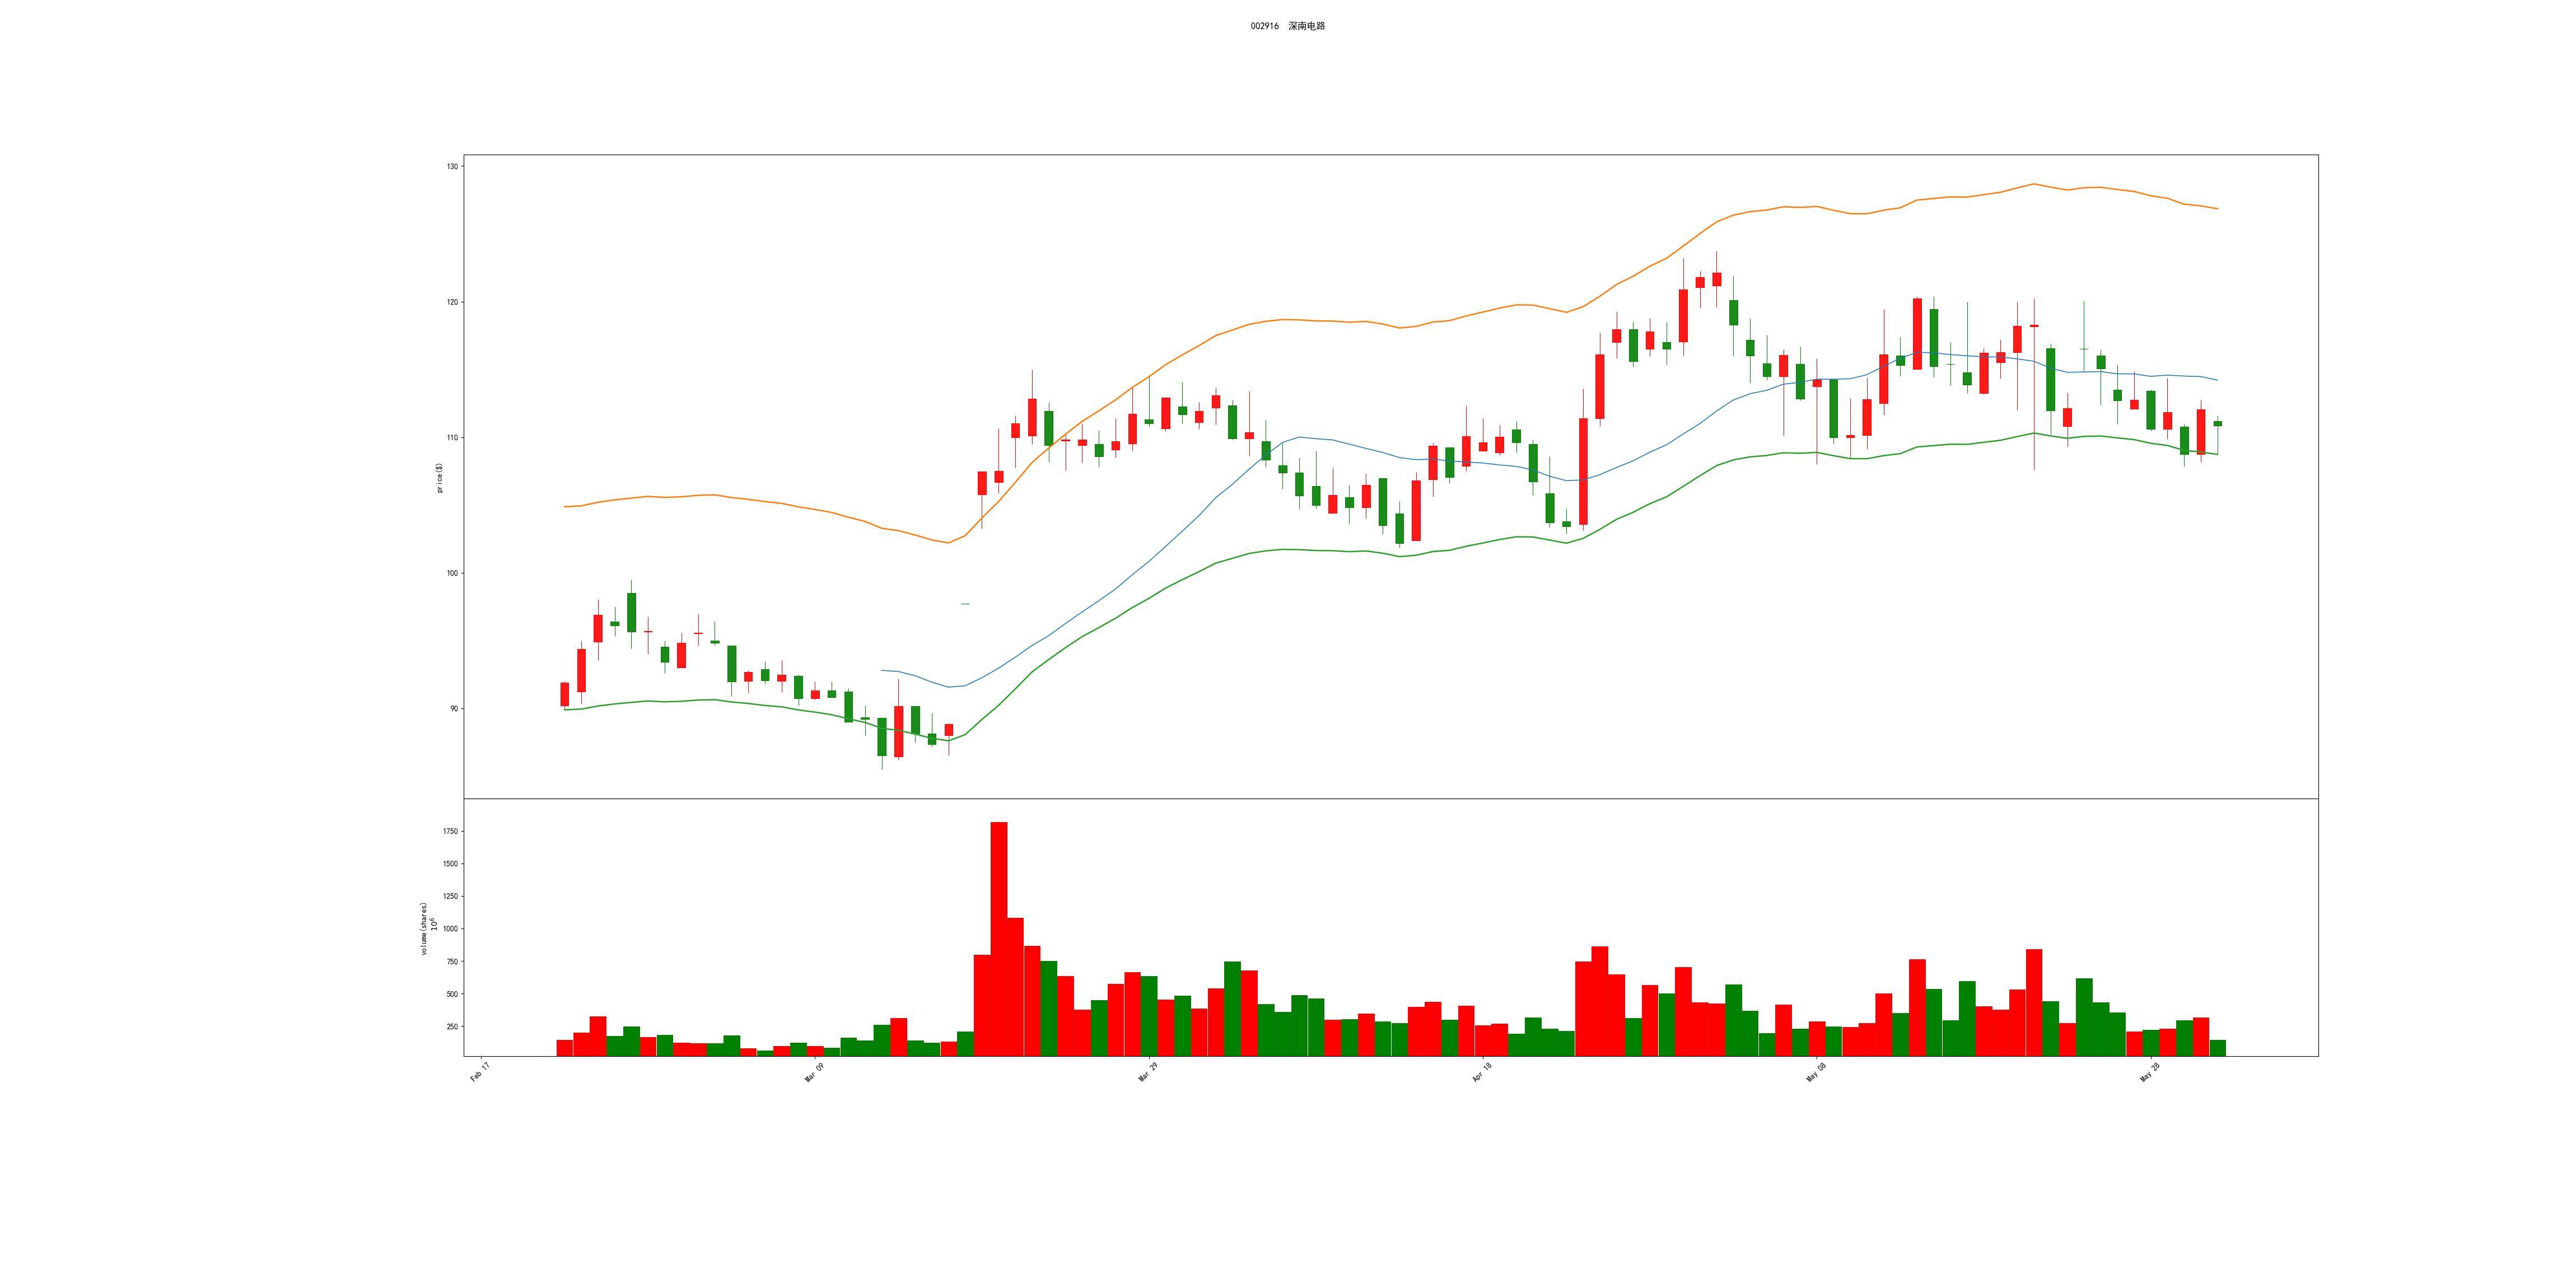 002916 深南电路
130
120
110
100
90
price($)
1750
1500
1250
1000
750
500
250
volume(shares)
10⁶
Feb 17
Mar 09
Mar 29
Apr 18
May 08
May 28